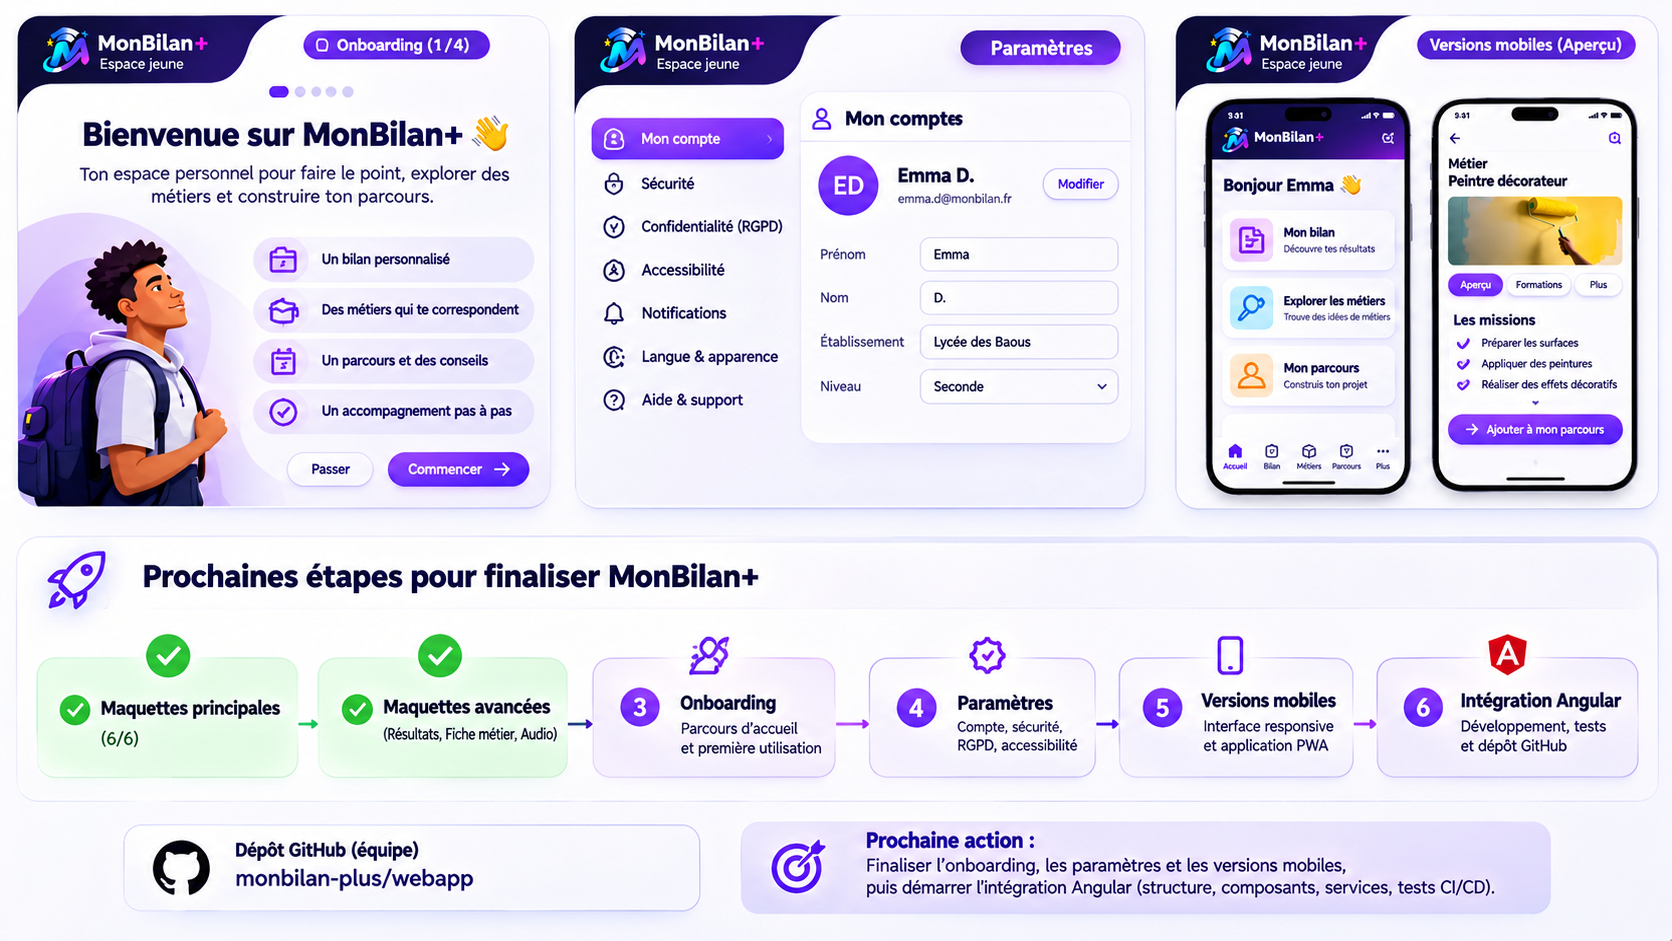 MonBilan+
Espace jeune
Onboarding (1/4)
Bienvenue sur MonBilan+ 👋
Ton espace personnel pour faire le point, explorer des
métiers et construire ton parcours.
Un bilan personnalisé
Des métiers qui te correspondent
Un parcours et des conseils
Un accompagnement pas à pas
Passer
Commencer →
MonBilan+
Espace jeune
Paramètres
Mon compte
Sécurité
Confidentialité (RGPD)
Accessibilité
Notifications
Langue & apparence
Aide & support
Mon comptes
ED
Emma D.
emma.d@monbilan.fr
Modifier
Prénom
Emma
Nom
D.
Établissement
Lycée des Baous
Niveau
Seconde
MonBilan+
Espace jeune
Versions mobiles (Aperçu)
MonBilan+
Bonjour Emma 👋
Mon bilan
Découvre tes résultats
Explorer les métiers
Trouve des idées de métiers
Mon parcours
Construis ton projet
Accueil
Bilan
Métiers
Parcours
Plus
Métier
Peintre décorateur
Aperçu
Formations
Plus
Les missions
Préparer les surfaces
Appliquer des peintures
Réaliser des effets décoratifs
→ Ajouter à mon parcours
Prochaines étapes pour finaliser MonBilan+
Maquettes principales
(6/6)
Maquettes avancées
(Résultats, Fiche métier, Audio)
3
Onboarding
Parcours d'accueil
et première utilisation
4
Paramètres
Compte, sécurité,
RGPD, accessibilité
5
Versions mobiles
Interface responsive
et application PWA
A
6
Intégration Angular
Développement, tests
et dépôt GitHub
Dépôt GitHub (équipe)
monbilan-plus/webapp
Prochaine action :
Finaliser l'onboarding, les paramètres et les versions mobiles,
puis démarrer l'intégration Angular (structure, composants, services, tests CI/CD).